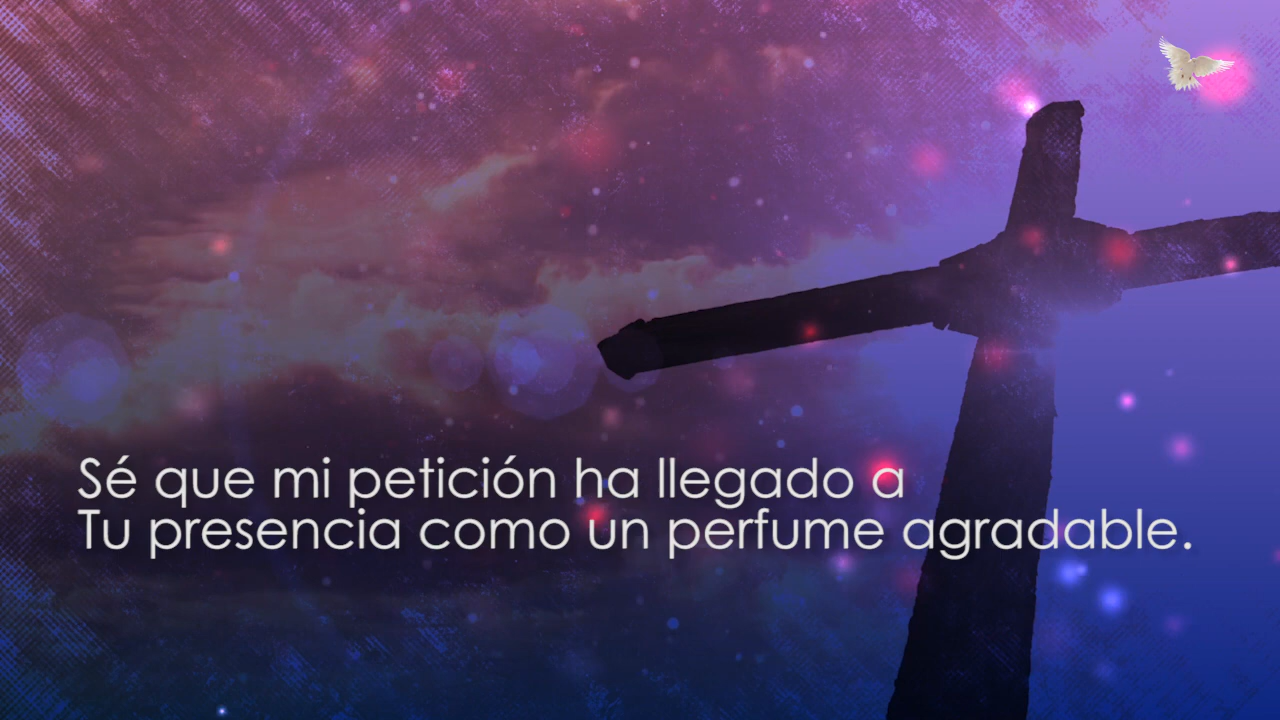 Sé que mi petición ha llegado a
Tu presencia como un perfume agradable.